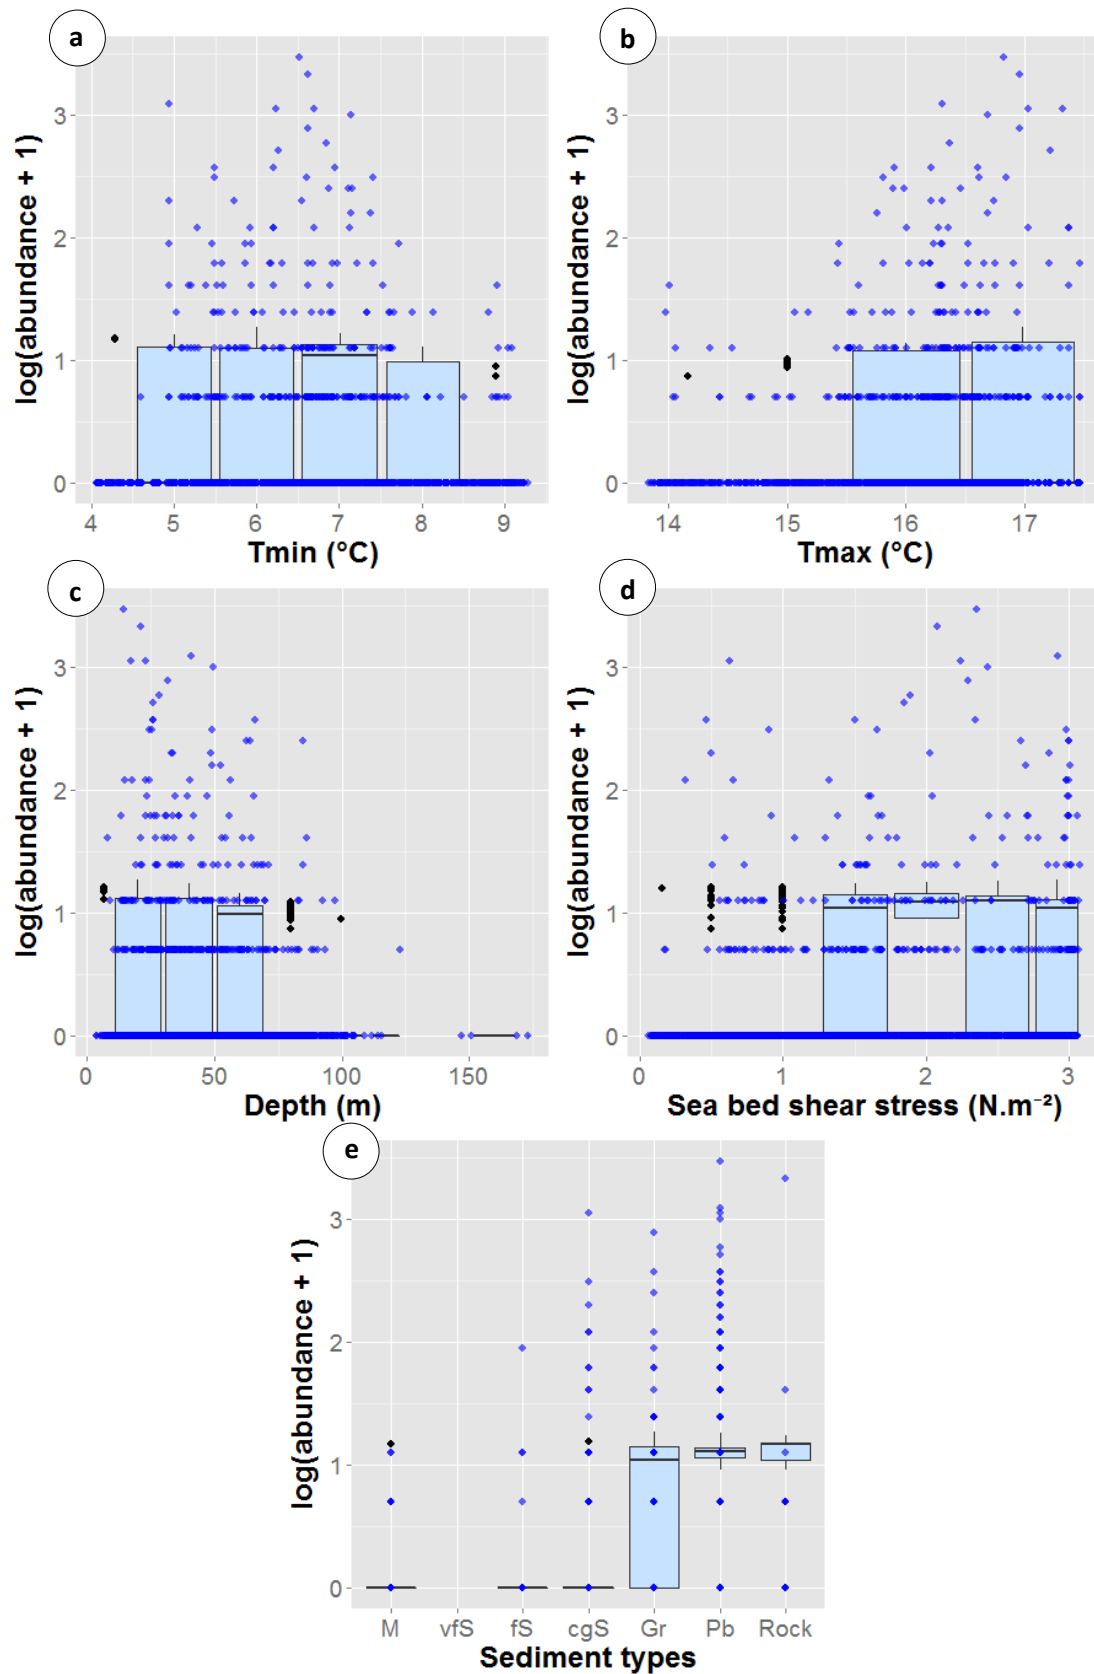 a
b
log(abundance + 1)
3
2
1
0
4 5 6 7 8 9
Tmin (°C)
log(abundance + 1)
3
2
1
0
14 15 16 17
Tmax (°C)
c
d
log(abundance + 1)
3
2
1
0
0 50 100 150
Depth (m)
log(abundance + 1)
3
2
1
0
0 1 2 3
Sea bed shear stress (N.m⁻²)
e
log(abundance + 1)
3
2
1
0
M vfS fS cgS Gr Pb Rock
Sediment types